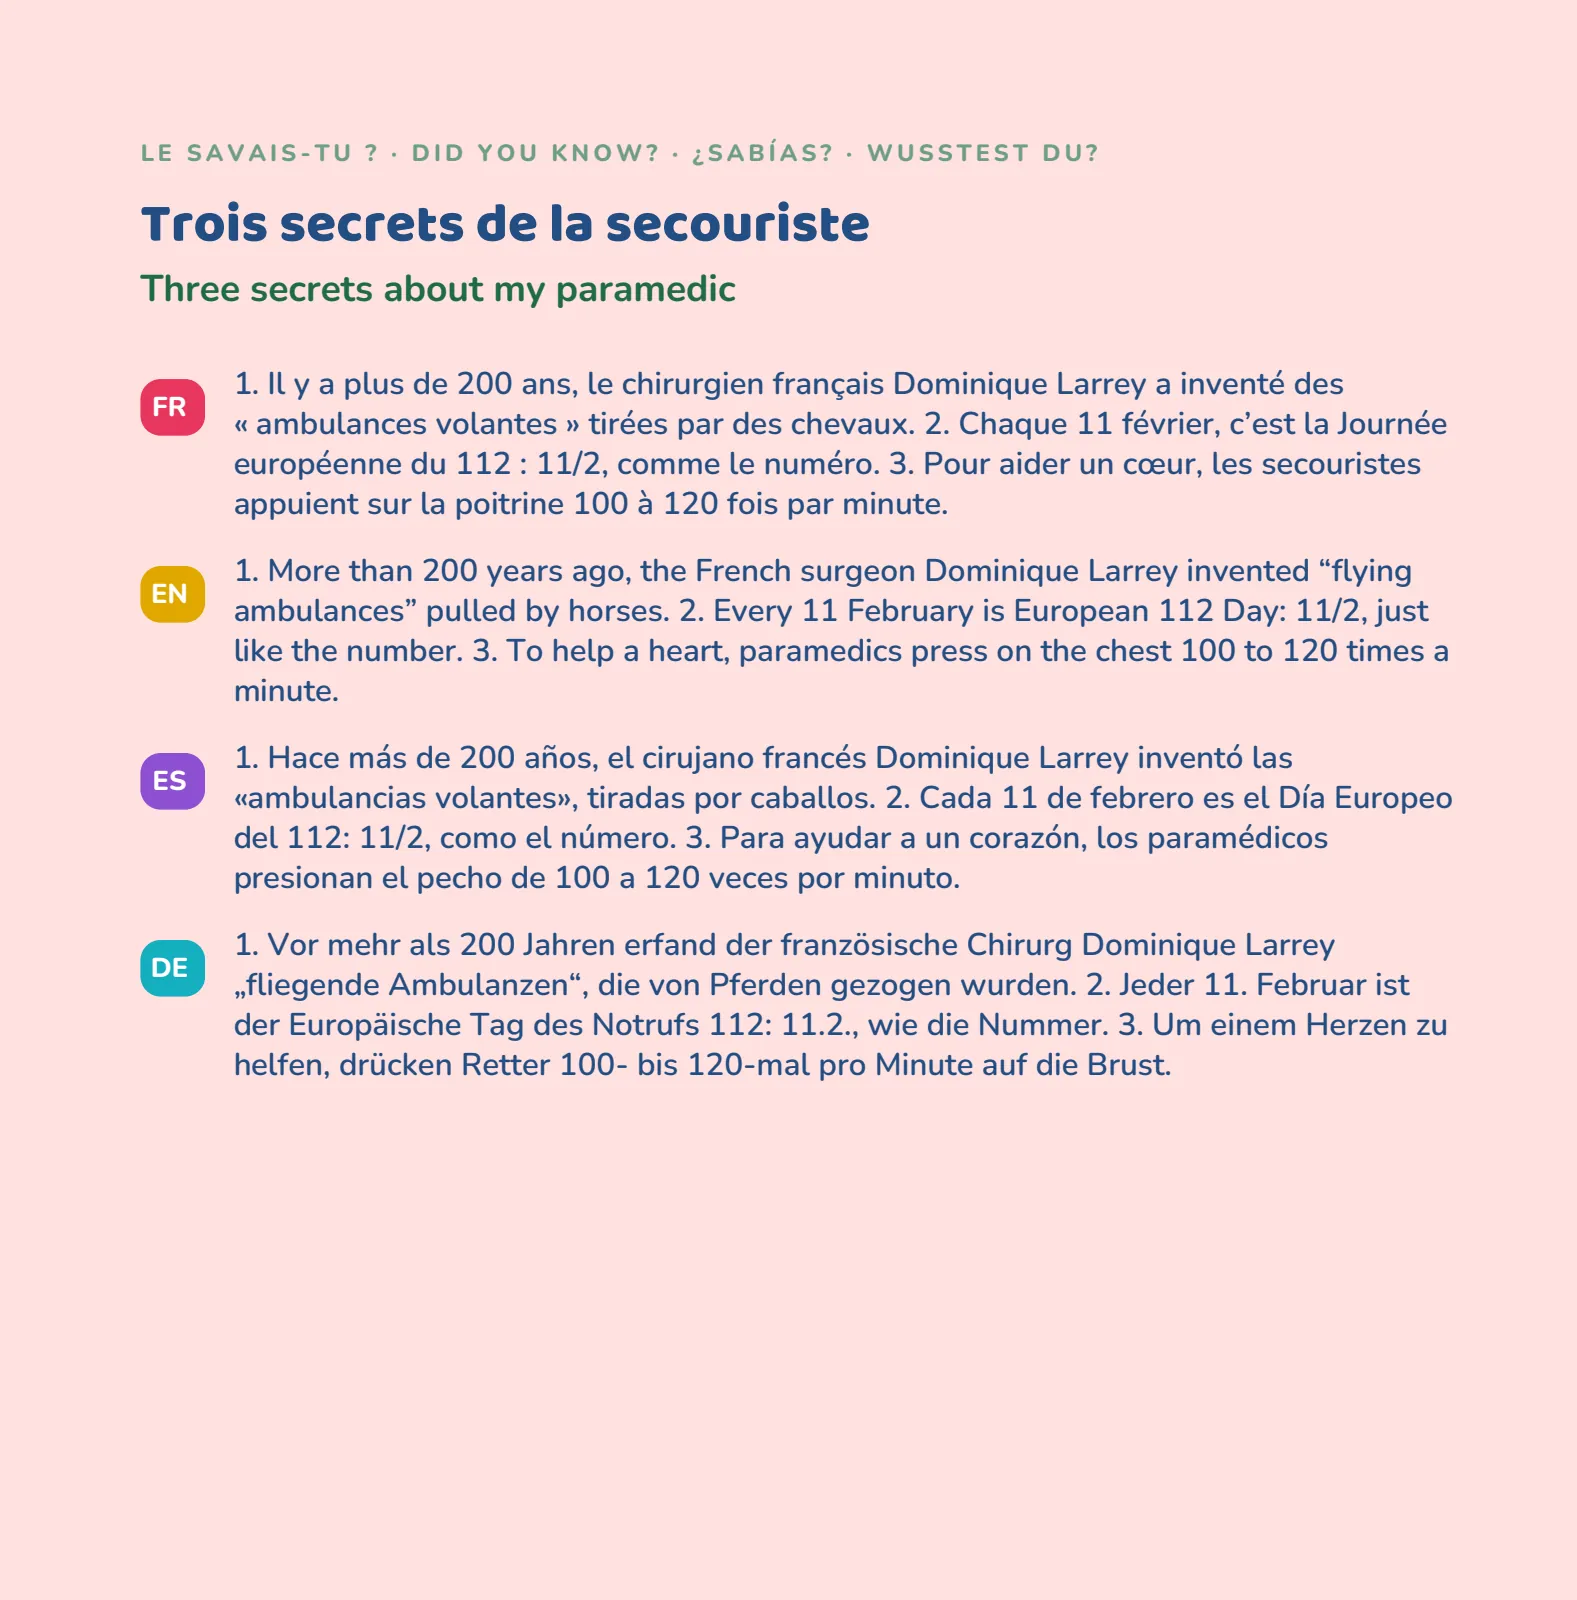 LE SAVAIS-TU ? · DID YOU KNOW? · ¿SABÍAS? · WUSSTEST DU?
Trois secrets de la secouriste
Three secrets about my paramedic
FR
1. Il y a plus de 200 ans, le chirurgien français Dominique Larrey a inventé des
« ambulances volantes » tirées par des chevaux. 2. Chaque 11 février, c’est la Journée
européenne du 112 : 11/2, comme le numéro. 3. Pour aider un cœur, les secouristes
appuient sur la poitrine 100 à 120 fois par minute.
EN
1. More than 200 years ago, the French surgeon Dominique Larrey invented “flying
ambulances” pulled by horses. 2. Every 11 February is European 112 Day: 11/2, just
like the number. 3. To help a heart, paramedics press on the chest 100 to 120 times a
minute.
ES
1. Hace más de 200 años, el cirujano francés Dominique Larrey inventó las
«ambulancias volantes», tiradas por caballos. 2. Cada 11 de febrero es el Día Europeo
del 112: 11/2, como el número. 3. Para ayudar a un corazón, los paramédicos
presionan el pecho de 100 a 120 veces por minuto.
DE
1. Vor mehr als 200 Jahren erfand der französische Chirurg Dominique Larrey
„fliegende Ambulanzen“, die von Pferden gezogen wurden. 2. Jeder 11. Februar ist
der Europäische Tag des Notrufs 112: 11.2., wie die Nummer. 3. Um einem Herzen zu
helfen, drücken Retter 100- bis 120-mal pro Minute auf die Brust.